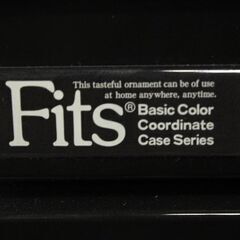 This tasteful ornament can be of use
at home anywhere, anytime.
Fits® Basic Color
Coordinate
Case Series